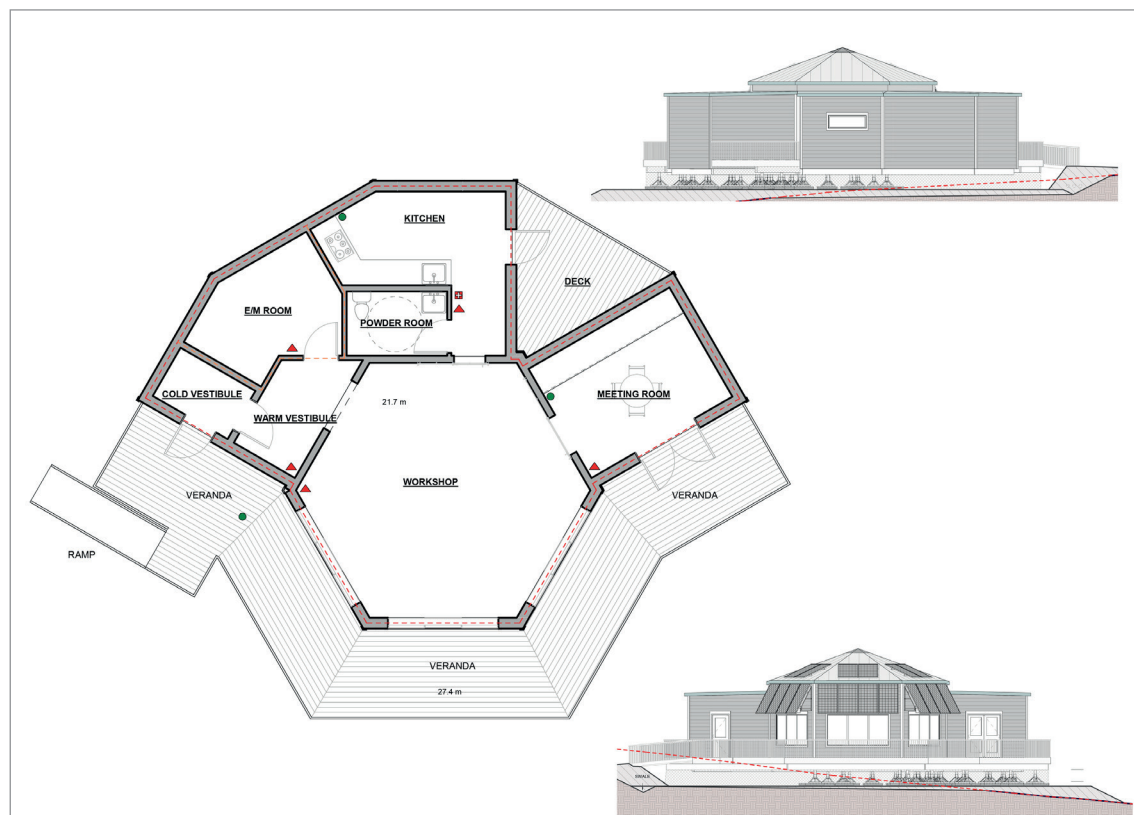 KITCHEN
DECK
E/M ROOM
POWDER ROOM
COLD VESTIBULE
MEETING ROOM
21.7 m
WARM VESTIBULE
WORKSHOP
VERANDA
VERANDA
RAMP
VERANDA
27.4 m
SWALE